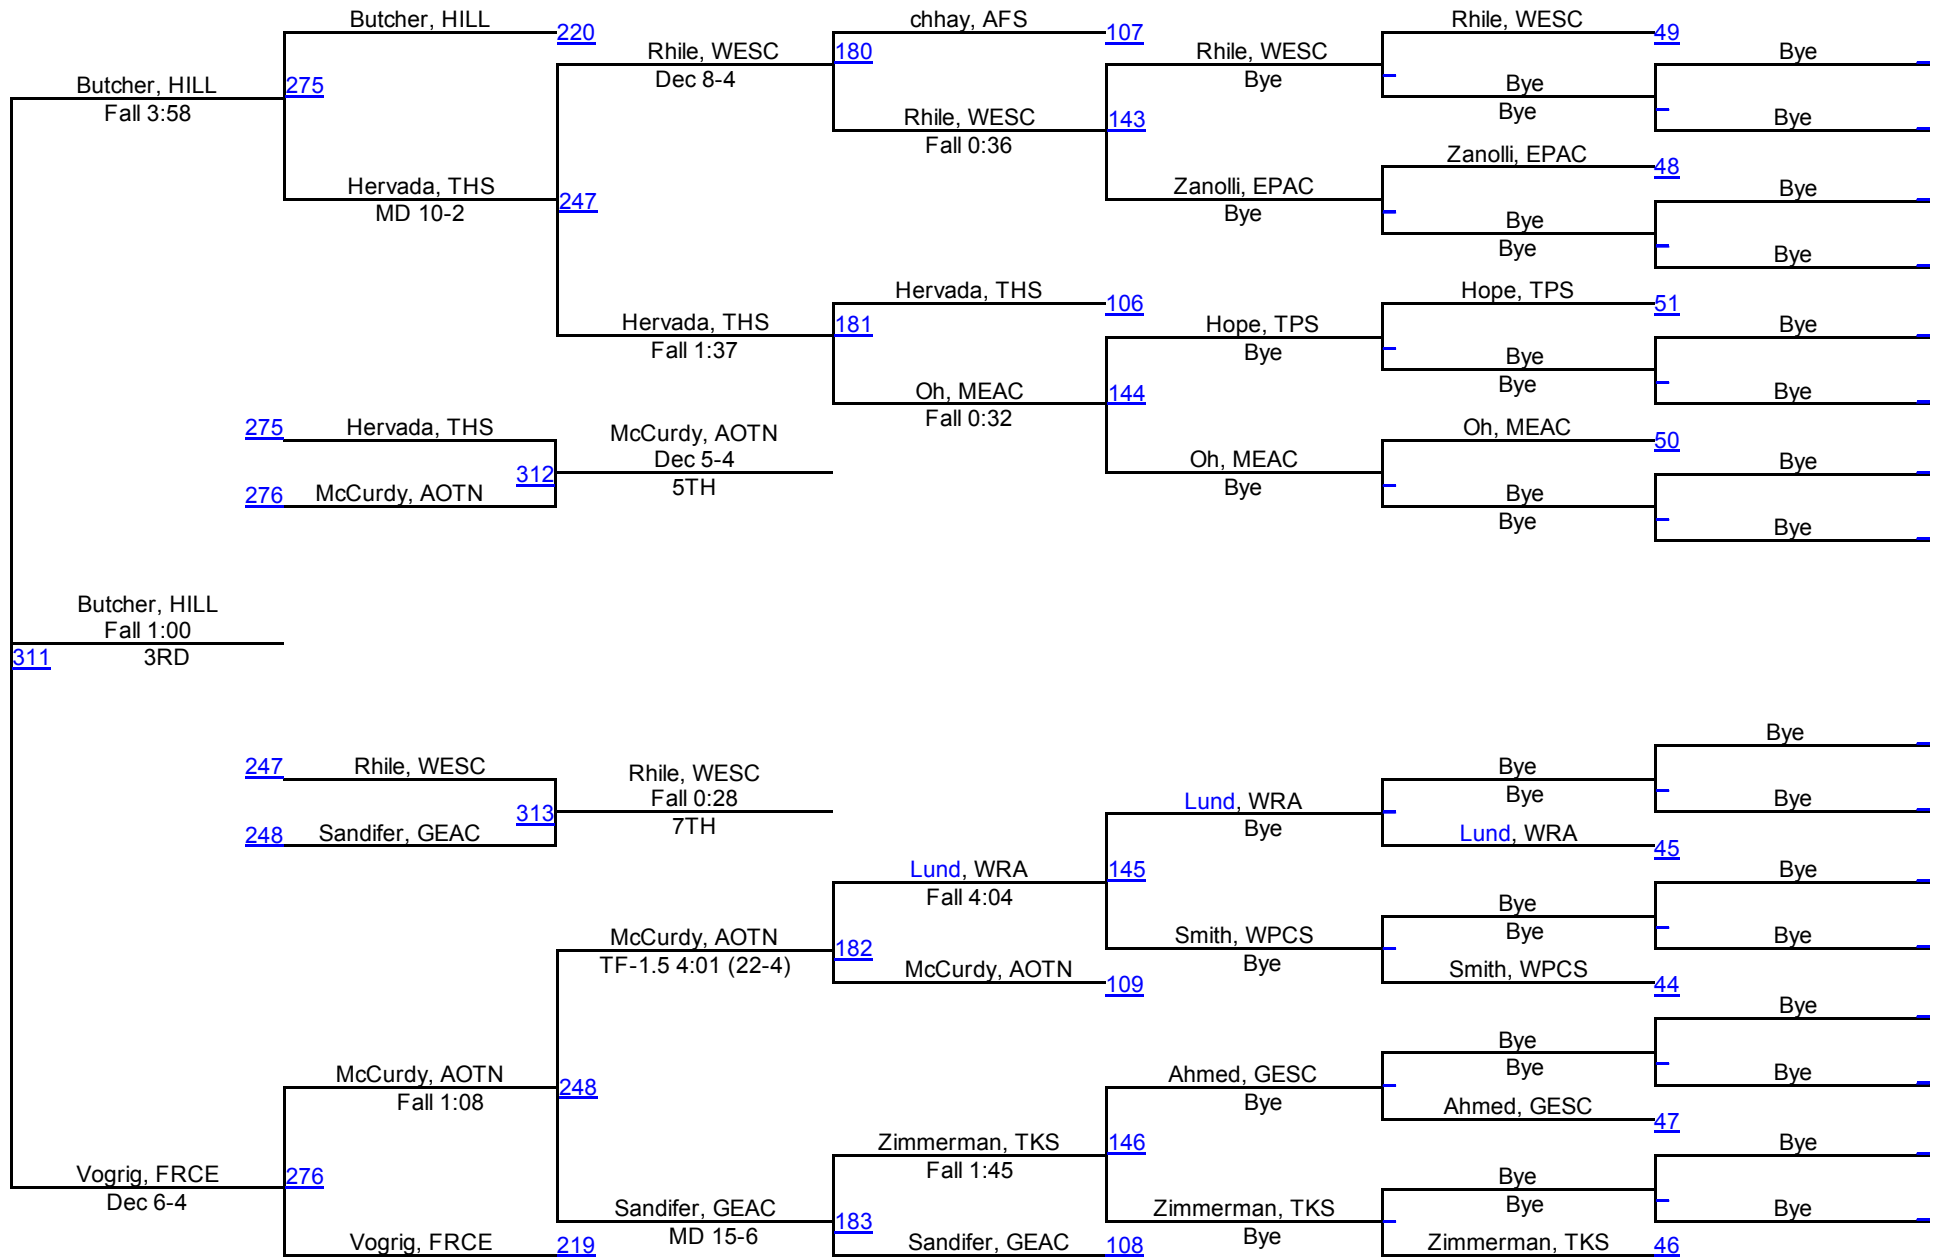 Butcher, HILL
chhay, AFS
Rhile, WESC
220
107
49
Rhile, WESC
180
Rhile, WESC
Bye
Butcher, HILL
275
Dec 8-4
Bye
Bye
Fall 3:58
Rhile, WESC
143
Bye
Bye
Fall 0:36
Zanolli, EPAC
48
Hervada, THS
Zanolli, EPAC
Bye
MD 10-2
247
Bye
Bye
Bye
Bye
Hervada, THS
106
Hope, TPS
51
Hervada, THS
181
Hope, TPS
Bye
Fall 1:37
Bye
Bye
Oh, MEAC
144
Bye
Bye
Fall 0:32
275
Hervada, THS
McCurdy, AOTN
Oh, MEAC
50
Dec 5-4
Oh, MEAC
Bye
312
5TH
Bye
276
McCurdy, AOTN
Bye
Bye
Bye
Butcher, HILL
Fall 1:00
311
3RD
Bye
247
Rhile, WESC
Rhile, WESC
Bye
Fall 0:28
Lund, WRA
Bye
Bye
313
7TH
Bye
248
Sandifer, GEAC
Lund, WRA
45
Lund, WRA
145
Bye
Fall 4:04
Bye
McCurdy, AOTN
182
Smith, WPCS
Bye
Bye
TF-1.5 4:01 (22-4)
McCurdy, AOTN
109
Bye
Smith, WPCS
44
Bye
Bye
McCurdy, AOTN
248
Ahmed, GESC
Bye
Bye
Fall 1:08
Bye
Ahmed, GESC
47
Zimmerman, TKS
146
Bye
Fall 1:45
Vogrig, FRCE
276
Bye
Dec 6-4
Bye
Sandifer, GEAC
183
Zimmerman, TKS
Bye
MD 15-6
Bye
Vogrig, FRCE
219
Sandifer, GEAC
108
Zimmerman, TKS
46